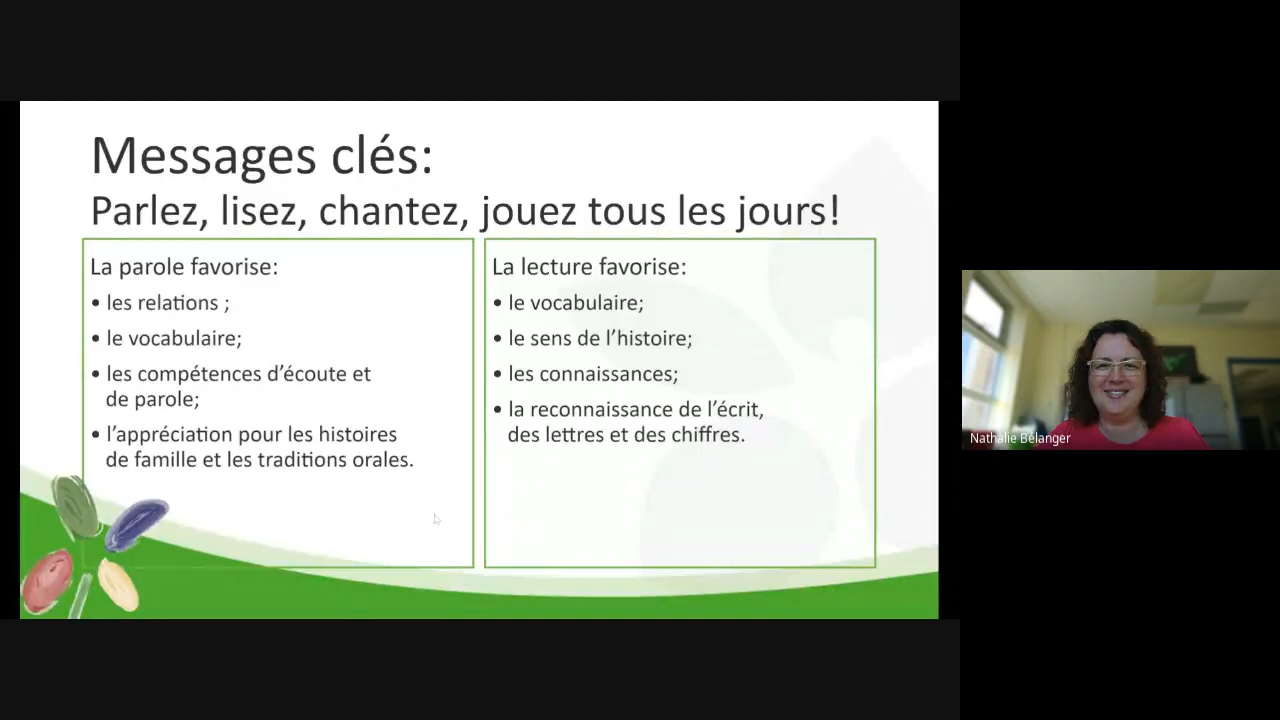 Messages clés:
Parlez, lisez, chantez, jouez tous les jours!
La parole favorise:
• les relations ;
• le vocabulaire;
• les compétences d’écoute et
de parole;
• l’appréciation pour les histoires
de famille et les traditions orales.
La lecture favorise:
• le vocabulaire;
• le sens de l’histoire;
• les connaissances;
• la reconnaissance de l’écrit,
des lettres et des chiffres.
Nathalie Bélanger